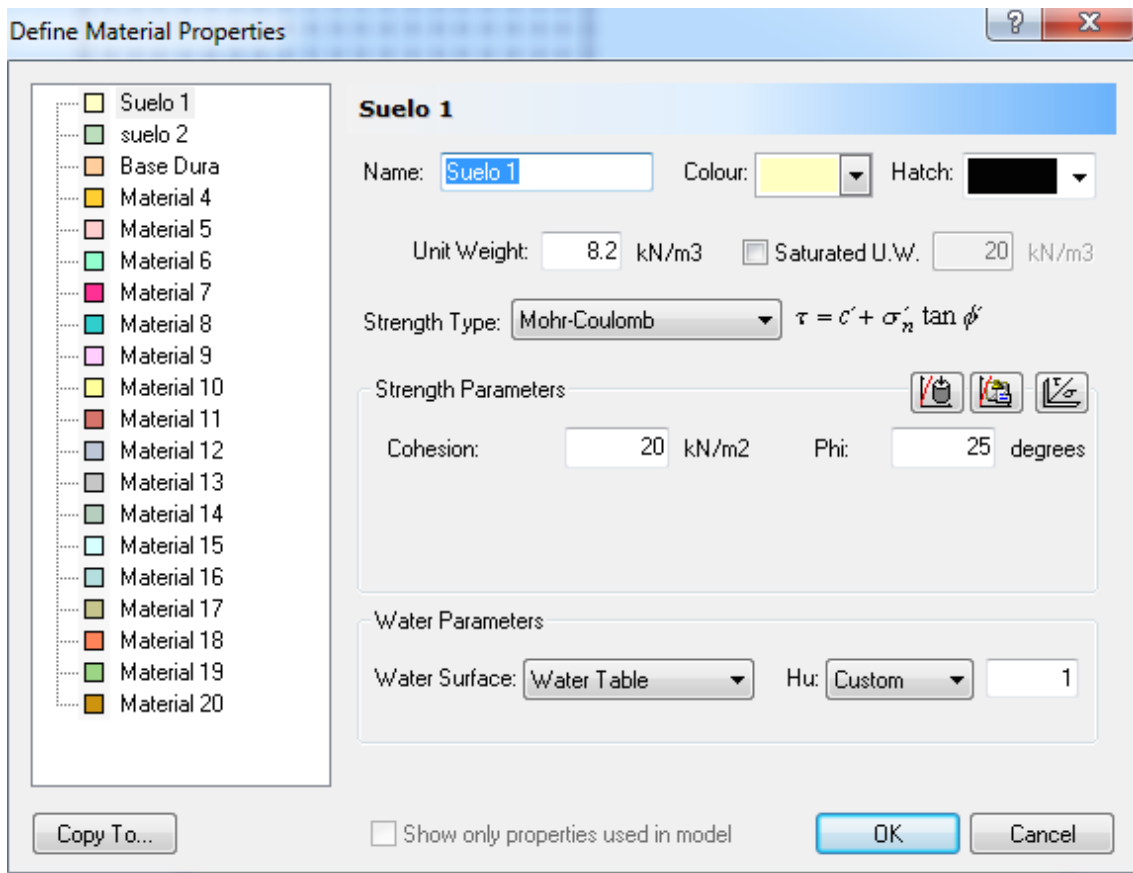 Define Material Properties
Suelo 1
suelo 2
Base Dura
Material 4
Material 5
Material 6
Material 7
Material 8
Material 9
Material 10
Material 11
Material 12
Material 13
Material 14
Material 15
Material 16
Material 17
Material 18
Material 19
Material 20
Suelo 1
Name: Suelo 1 Colour: Hatch:
Unit Weight: 8.2 kN/m3 Saturated U.W. 20 kN/m3
Strength Type: Mohr-Coulomb τ = c′ + σ′n tan ϕ′
Strength Parameters
Cohesion: 20 kN/m2 Phi: 25 degrees
Water Parameters
Water Surface: Water Table Hu: Custom 1
Copy To... Show only properties used in model OK Cancel